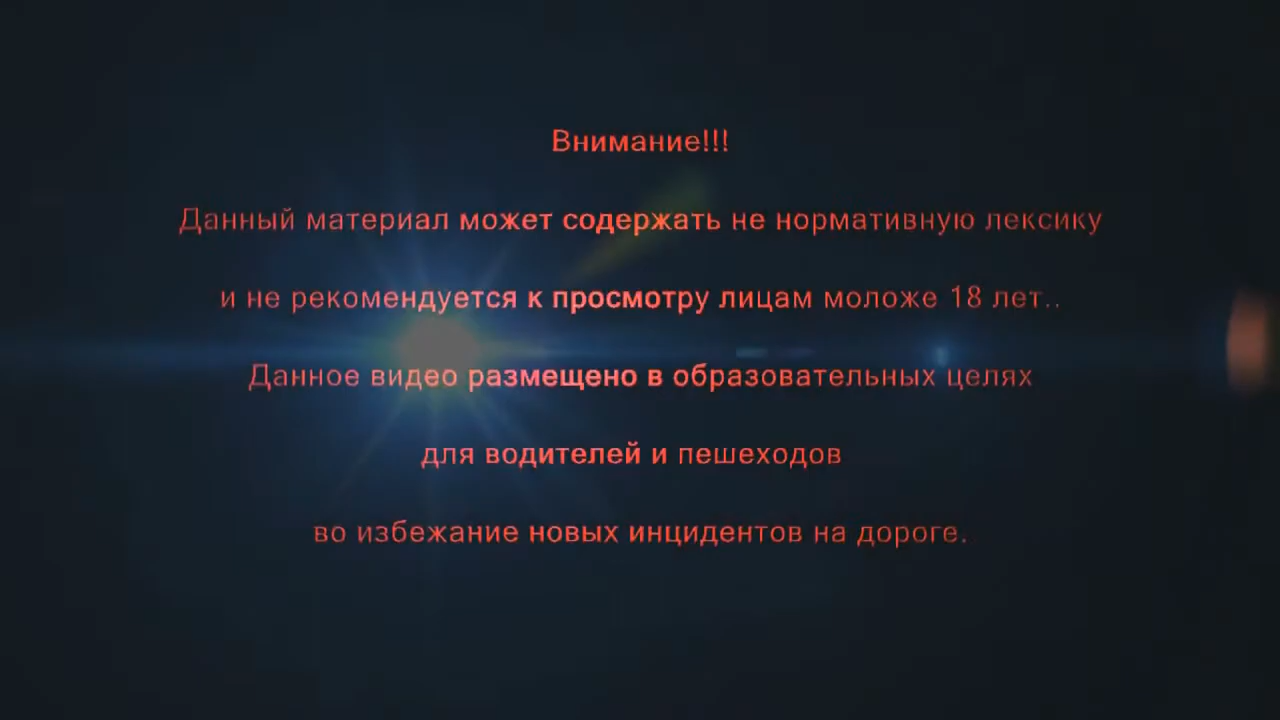 Внимание!!!
Данный материал может содержать не нормативную лексику
и не рекомендуется к просмотру лицам моложе 18 лет..
Данное видео размещено в образовательных целях
для водителей и пешеходов
во избежание новых инцидентов на дороге.